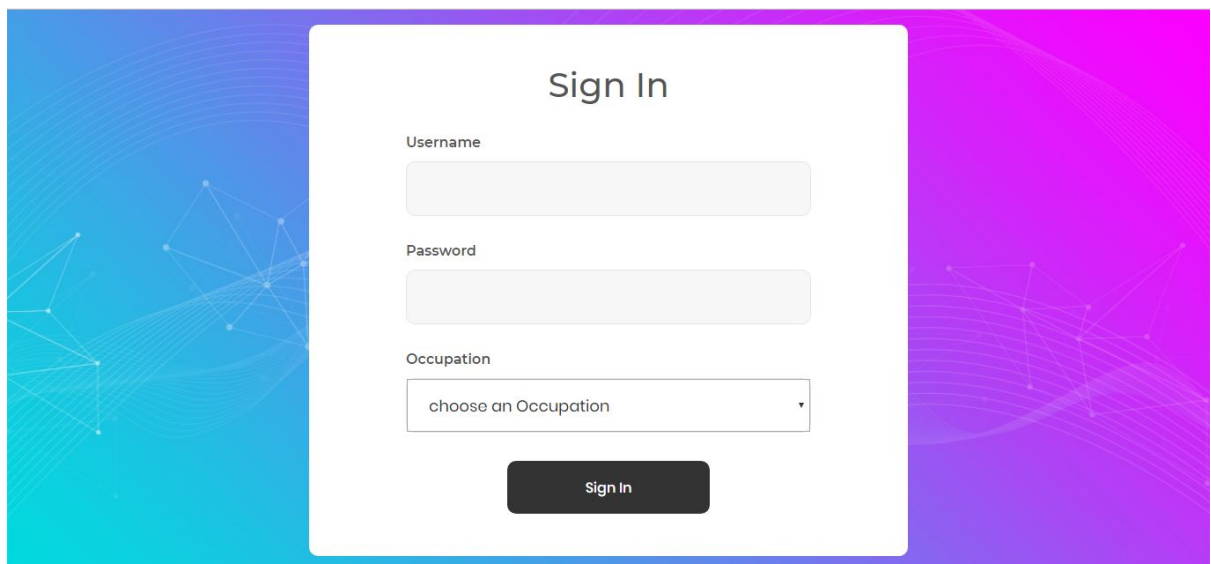 Sign In
Username
Password
Occupation
choose an Occupation
Sign In